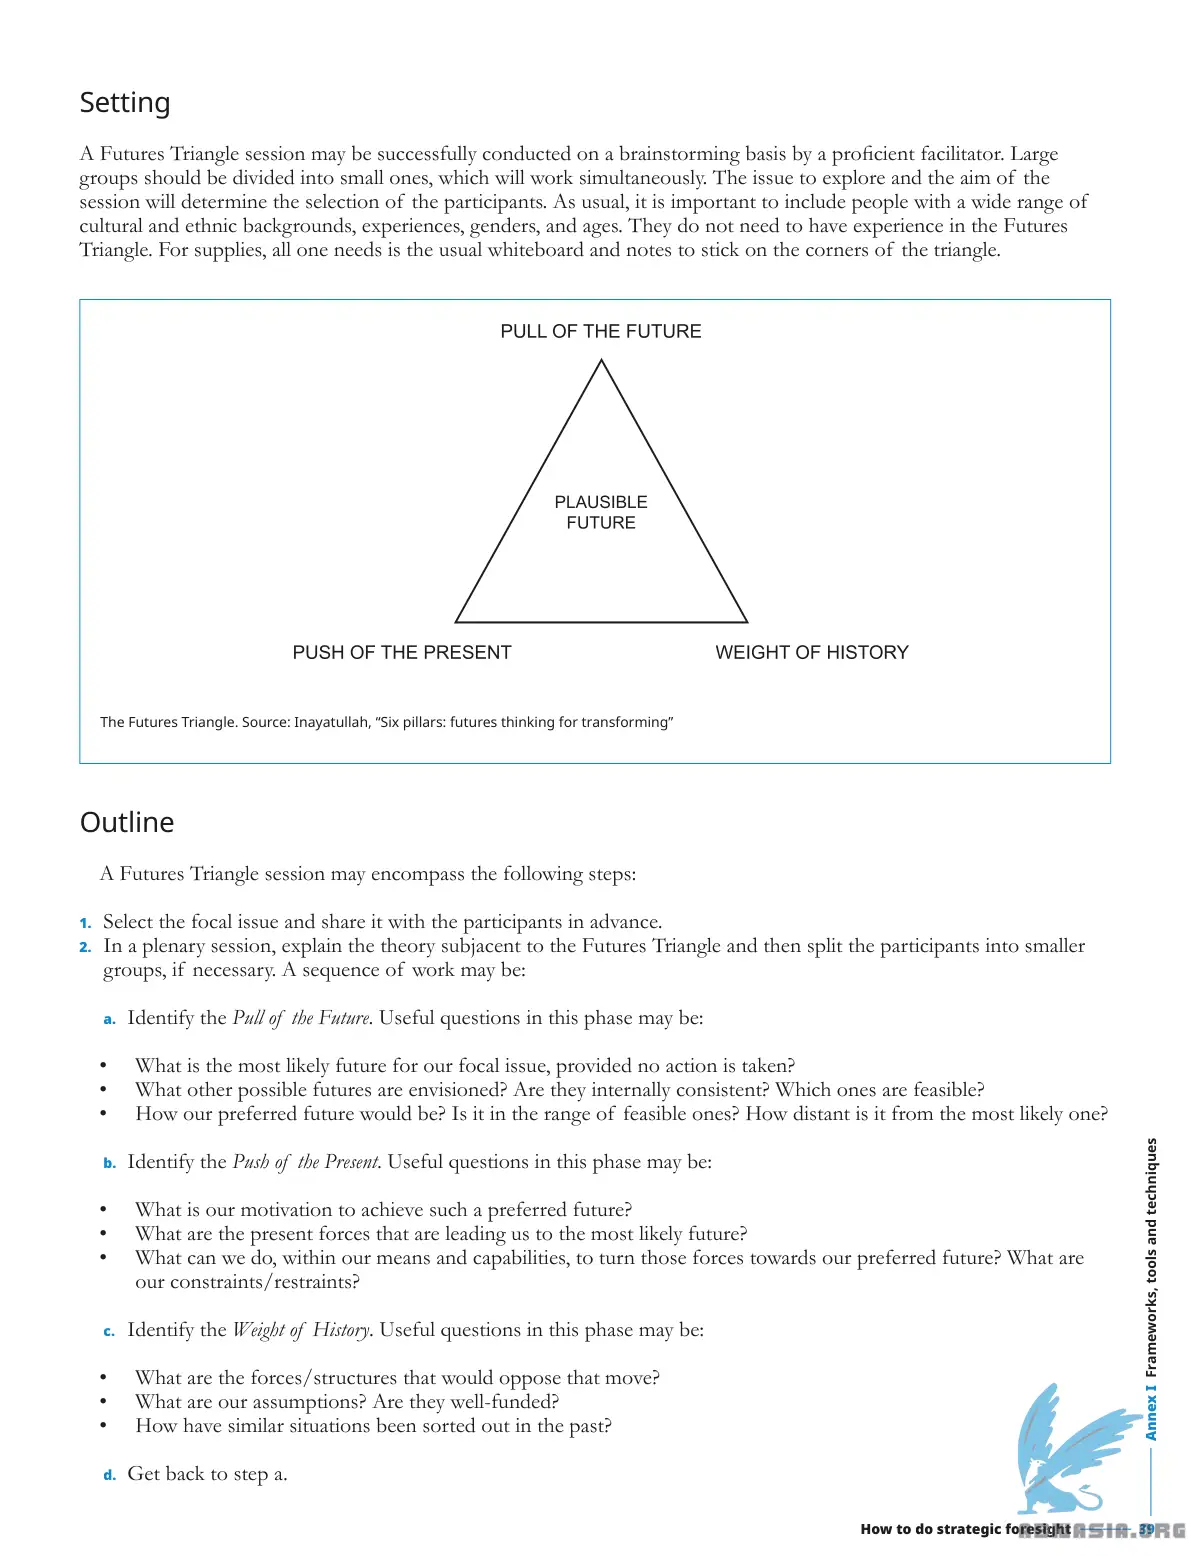 Setting
A Futures Triangle session may be successfully conducted on a brainstorming basis by a proficient facilitator. Large
groups should be divided into small ones, which will work simultaneously. The issue to explore and the aim of the
session will determine the selection of the participants. As usual, it is important to include people with a wide range of
cultural and ethnic backgrounds, experiences, genders, and ages. They do not need to have experience in the Futures
Triangle. For supplies, all one needs is the usual whiteboard and notes to stick on the corners of the triangle.
PULL OF THE FUTURE
PLAUSIBLE
FUTURE
PUSH OF THE PRESENT
WEIGHT OF HISTORY
The Futures Triangle. Source: Inayatullah, “Six pillars: futures thinking for transforming”
Outline
A Futures Triangle session may encompass the following steps:
1. Select the focal issue and share it with the participants in advance.
2. In a plenary session, explain the theory subjacent to the Futures Triangle and then split the participants into smaller
groups, if necessary. A sequence of work may be:
a. Identify the Pull of the Future. Useful questions in this phase may be:
• What is the most likely future for our focal issue, provided no action is taken?
• What other possible futures are envisioned? Are they internally consistent? Which ones are feasible?
• How our preferred future would be? Is it in the range of feasible ones? How distant is it from the most likely one?
b. Identify the Push of the Present. Useful questions in this phase may be:
• What is our motivation to achieve such a preferred future?
• What are the present forces that are leading us to the most likely future?
• What can we do, within our means and capabilities, to turn those forces towards our preferred future? What are
our constraints/restraints?
c. Identify the Weight of History. Useful questions in this phase may be:
• What are the forces/structures that would oppose that move?
• What are our assumptions? Are they well-funded?
• How have similar situations been sorted out in the past?
d. Get back to step a.
Annex I Frameworks, tools and techniques
How to do strategic foresight 39